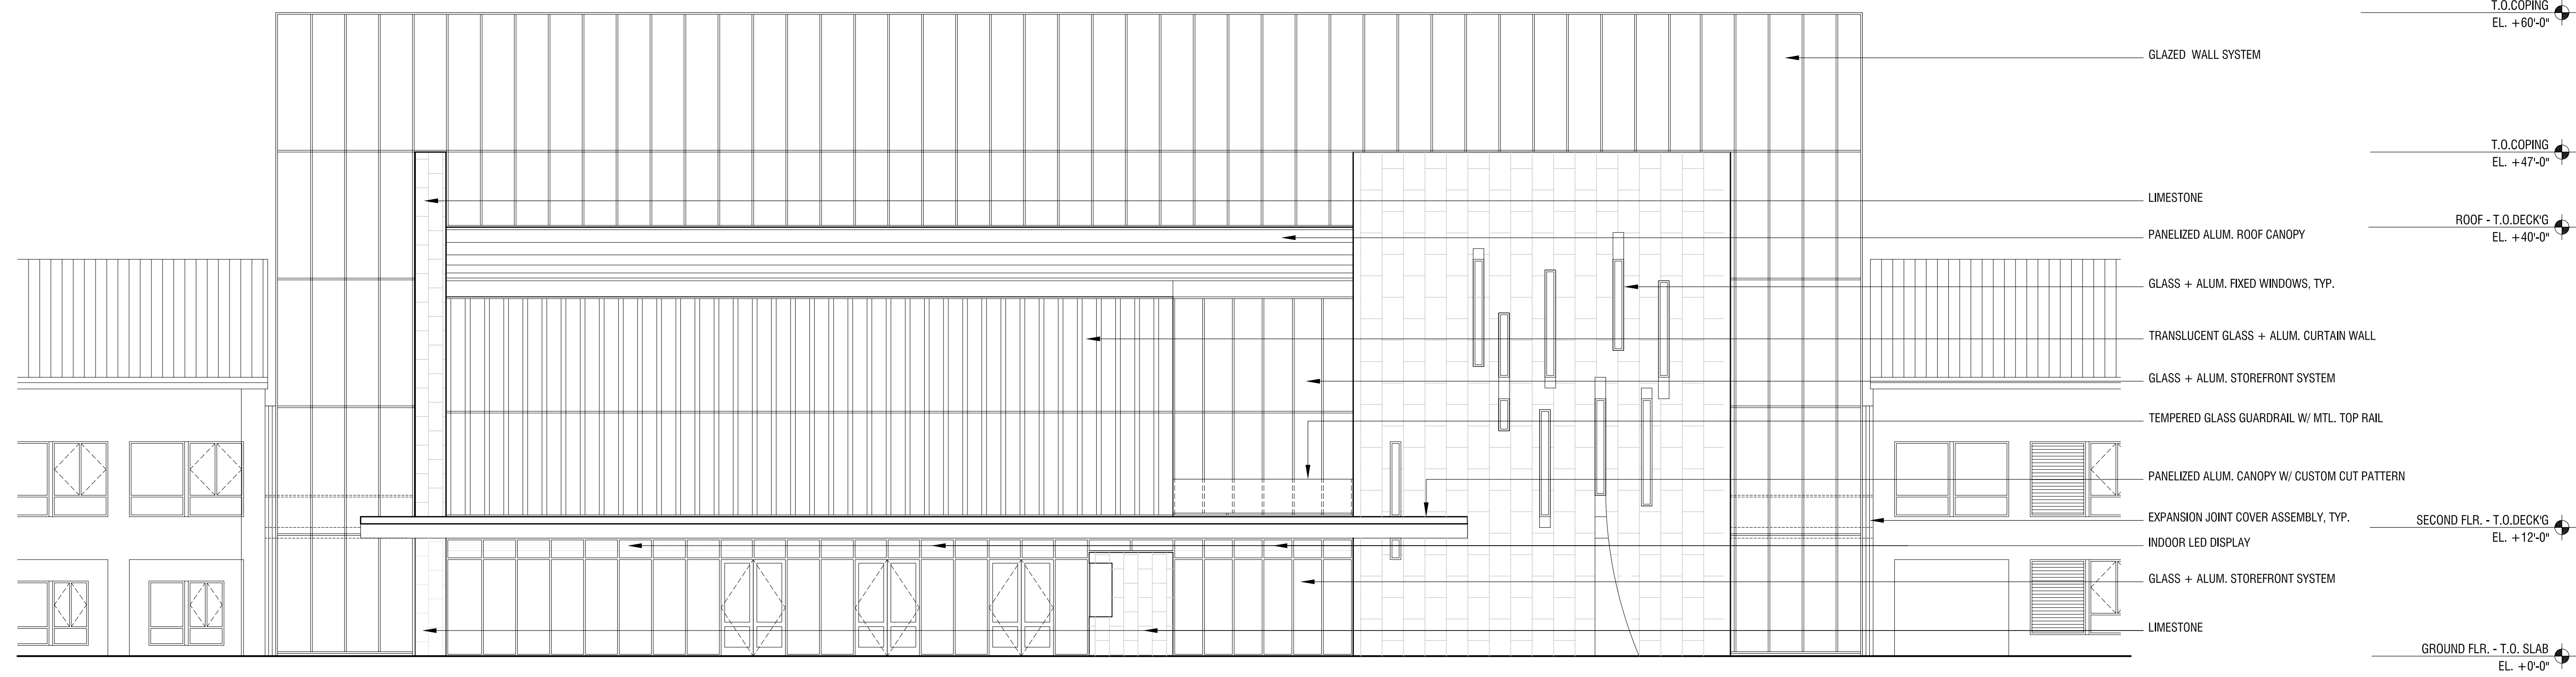 T.O.COPING
EL. +60'-0"
GLAZED WALL SYSTEM
T.O.COPING
EL. +47'-0"
LIMESTONE
ROOF - T.O.DECK'G
EL. +40'-0"
PANELIZED ALUM. ROOF CANOPY
GLASS + ALUM. FIXED WINDOWS, TYP.
TRANSLUCENT GLASS + ALUM. CURTAIN WALL
GLASS + ALUM. STOREFRONT SYSTEM
TEMPERED GLASS GUARDRAIL W/ MTL. TOP RAIL
PANELIZED ALUM. CANOPY W/ CUSTOM CUT PATTERN
EXPANSION JOINT COVER ASSEMBLY, TYP.
SECOND FLR. - T.O.DECK'G
EL. +12'-0"
INDOOR LED DISPLAY
GLASS + ALUM. STOREFRONT SYSTEM
LIMESTONE
GROUND FLR. - T.O. SLAB
EL. +0'-0"